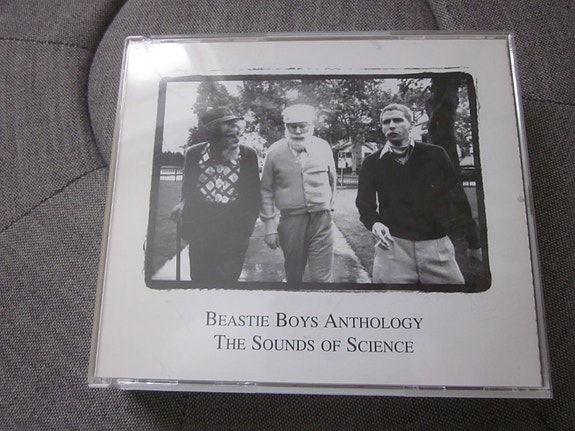 BEASTIE BOYS ANTHOLOGY
THE SOUNDS OF SCIENCE